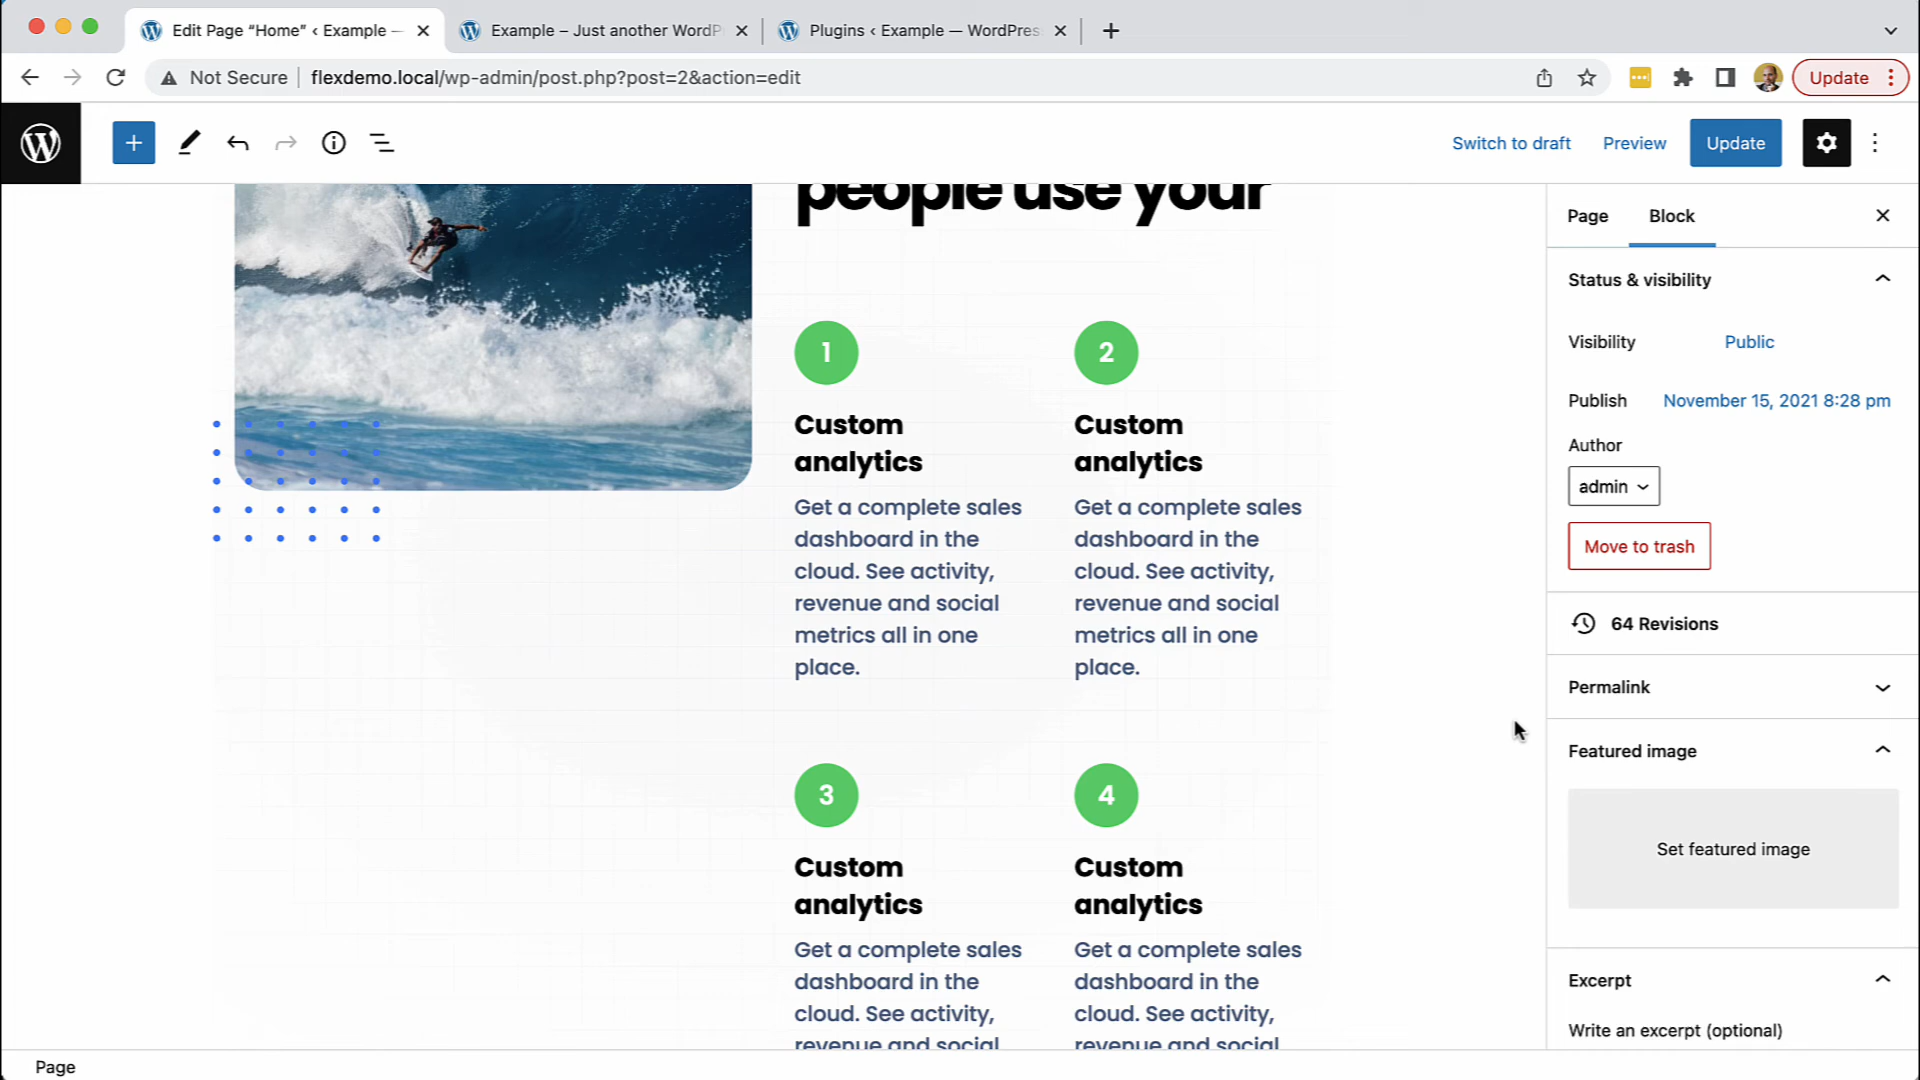 Edit Page “Home” ‹ Example —
Example – Just another WordP
Plugins ‹ Example — WordPres
Not Secure
flexdemo.local/wp-admin/post.php?post=2&action=edit
Update
Switch to draft
Preview
Update
people use your
1
Custom
analytics
Get a complete sales
dashboard in the
cloud. See activity,
revenue and social
metrics all in one
place.
2
Custom
analytics
Get a complete sales
dashboard in the
cloud. See activity,
revenue and social
metrics all in one
place.
3
Custom
analytics
Get a complete sales
dashboard in the
cloud. See activity,
revenue and social
4
Custom
analytics
Get a complete sales
dashboard in the
cloud. See activity,
revenue and social
Page
Block
Status & visibility
Visibility
Public
Publish
November 15, 2021 8:28 pm
Author
admin
Move to trash
64 Revisions
Permalink
Featured image
Set featured image
Excerpt
Write an excerpt (optional)
Page